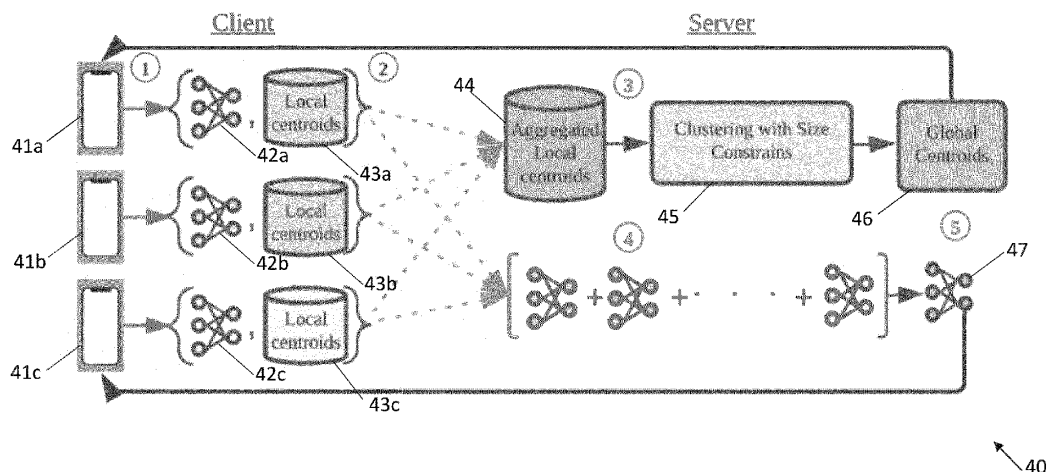 Client
Server
1
2
3
4
5
Local
centroids
Local
centroids
Local
centroids
,
,
,
Aggregated
Local
centroids
Clustering with Size
Constrains
Global
Centroids
+
+ . . . +
41a
42a
43a
41b
42b
43b
41c
42c
43c
44
45
46
47
40